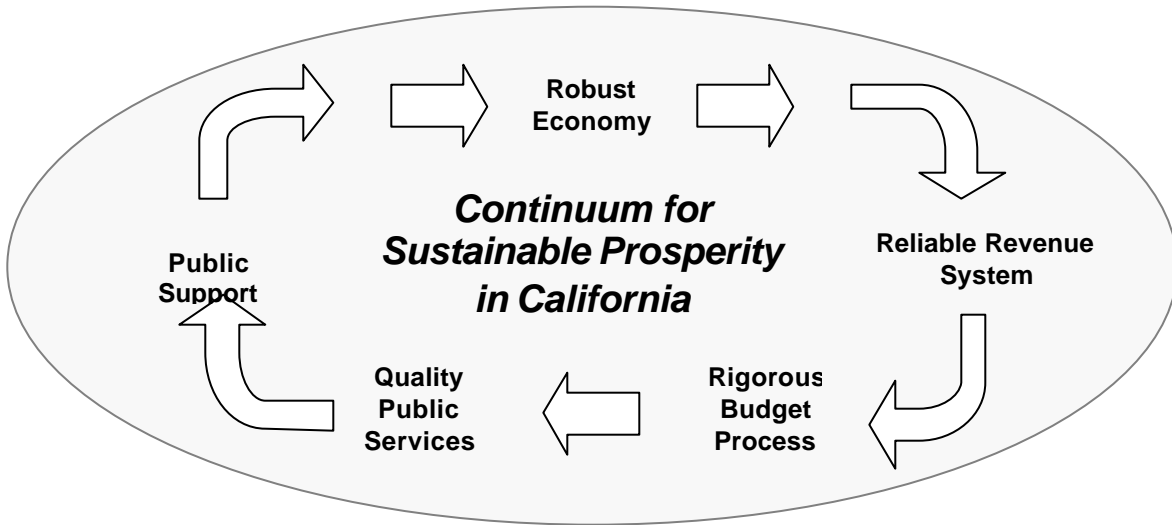 Robust
Economy
Continuum for
Sustainable Prosperity
in California
Reliable Revenue
System
Public
Support
Quality
Public
Services
Rigorous
Budget
Process